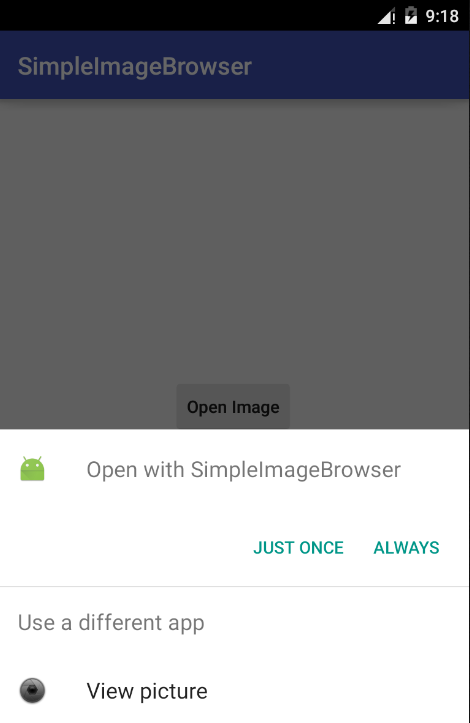 9:18
SimpleImageBrowser
Open Image
Open with SimpleImageBrowser
JUST ONCE ALWAYS
Use a different app
View picture